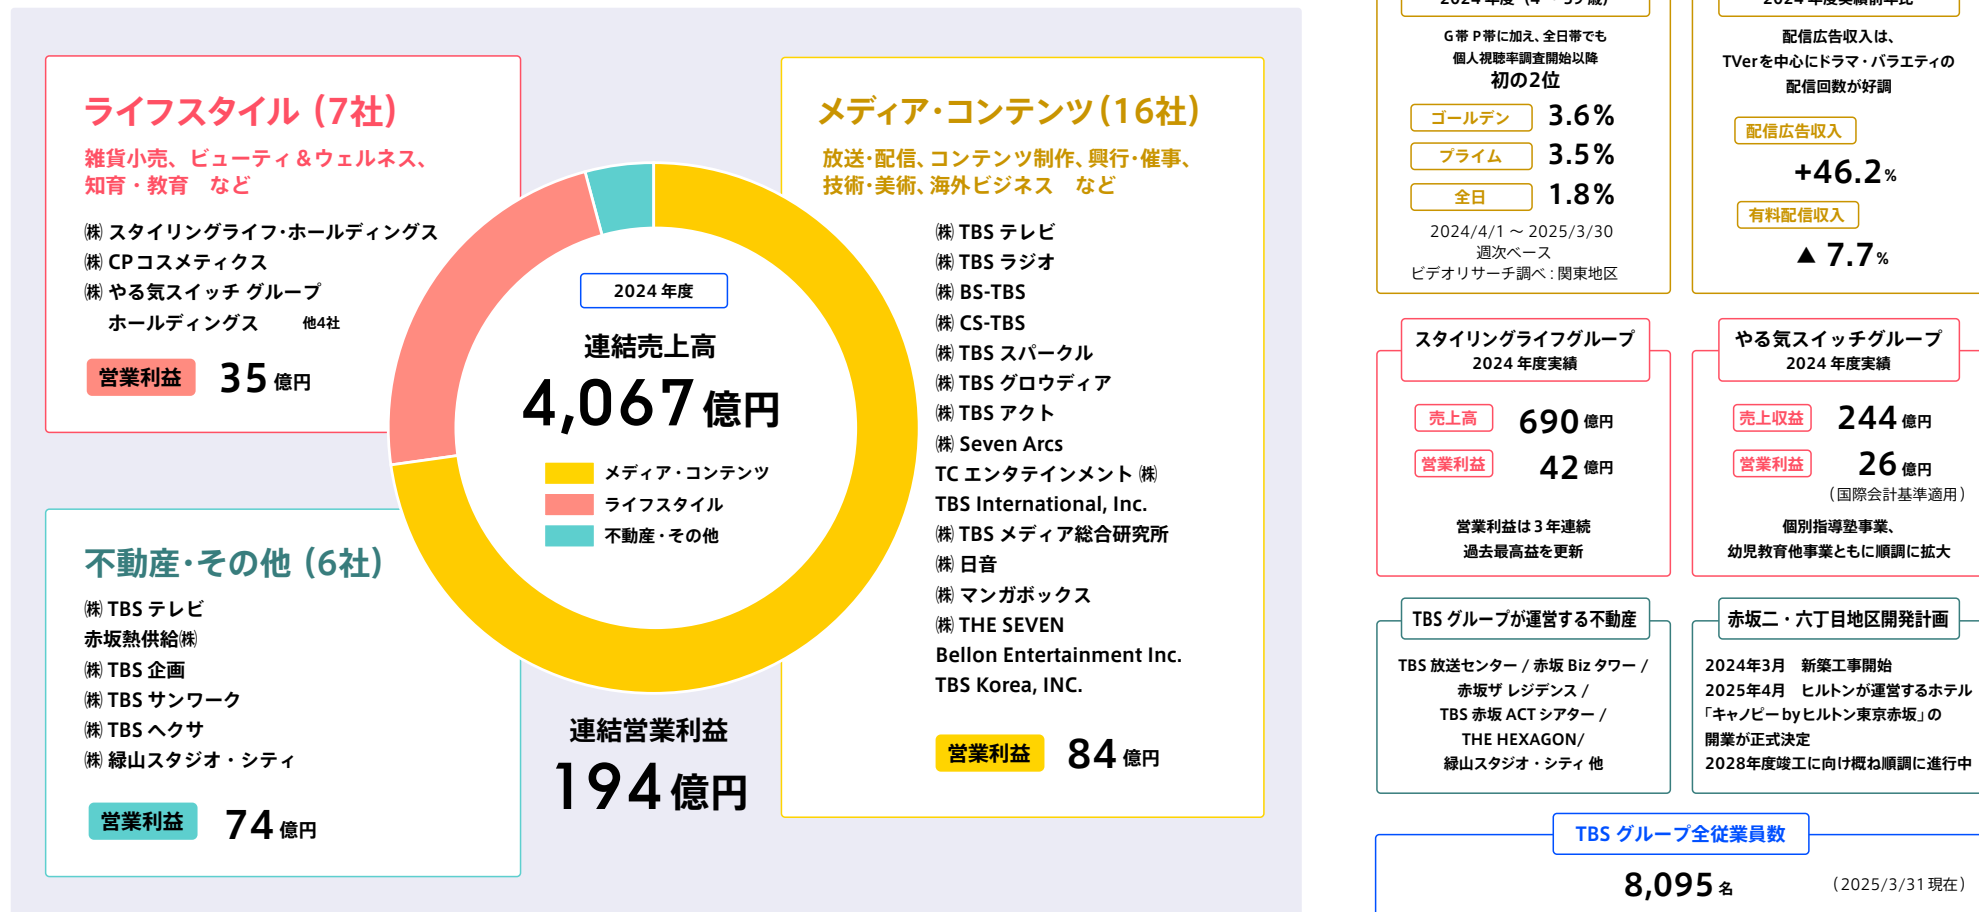 ライフスタイル（7社）
雑貨小売、ビューティ＆ウェルネス、
知育・教育　など
㈱ スタイリングライフ・ホールディングス
㈱ CPコスメティクス
㈱ やる気スイッチ グループ
ホールディングス　他4社
営業利益 35 億円
不動産・その他（6社）
㈱ TBS テレビ
赤坂熱供給㈱
㈱ TBS 企画
㈱ TBS サンワーク
㈱ TBS ヘクサ
㈱ 緑山スタジオ・シティ
営業利益 74 億円
2024 年度
連結売上高
4,067 億円
メディア・コンテンツ
ライフスタイル
不動産・その他
連結営業利益
194 億円
メディア・コンテンツ（16社）
放送・配信、コンテンツ制作、興行・催事、
技術・美術、海外ビジネス　など
㈱ TBS テレビ
㈱ TBS ラジオ
㈱ BS-TBS
㈱ CS-TBS
㈱ TBS スパークル
㈱ TBS グロウディア
㈱ TBS アクト
㈱ Seven Arcs
TC エンタテインメント ㈱
TBS International, Inc.
㈱ TBS メディア総合研究所
㈱ 日音
㈱ マンガボックス
㈱ THE SEVEN
Bellon Entertainment Inc.
TBS Korea, INC.
営業利益 84 億円
G帯 P帯に加え、全日帯でも
個人視聴率調査開始以降
初の2位
ゴールデン 3.6%
プライム 3.5%
全日 1.8%
2024/4/1 ～ 2025/3/30
週次ベース
ビデオリサーチ調べ：関東地区
2024 年度実績前年比
配信広告収入は、
TVerを中心にドラマ・バラエティの
配信回数が好調
配信広告収入
+46.2%
有料配信収入
▲ 7.7%
スタイリングライフグループ
2024 年度実績
売上高 690 億円
営業利益 42 億円
営業利益は 3 年連続
過去最高益を更新
やる気スイッチグループ
2024 年度実績
売上収益 244 億円
営業利益 26 億円
（国際会計基準適用）
個別指導塾事業、
幼児教育他事業ともに順調に拡大
TBS グループが運営する不動産
TBS 放送センター / 赤坂 Biz タワー /
赤坂ザ レジデンス /
TBS 赤坂 ACT シアター /
THE HEXAGON/
緑山スタジオ・シティ 他
赤坂二・六丁目地区開発計画
2024年3月　新築工事開始
2025年4月　ヒルトンが運営するホテル
「キャノピーbyヒルトン東京赤坂」の
開業が正式決定
2028年度竣工に向け概ね順調に進行中
TBS グループ全従業員数
8,095 名　（2025/3/31 現在）